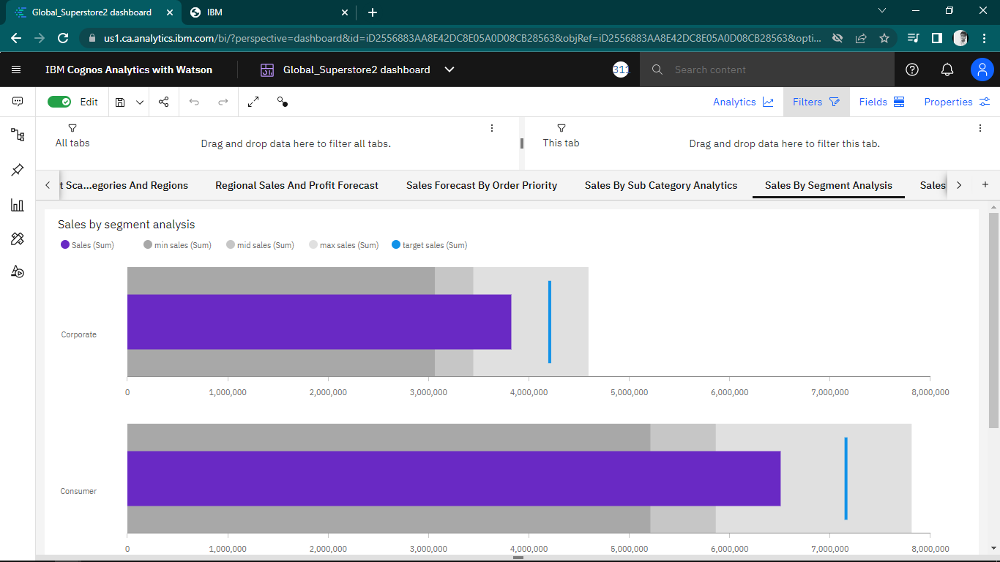 Global_Superstore2 dashboard
IBM
us1.ca.analytics.ibm.com/bi/?perspective=dashboard&id=iD2556883AA8E42DC8E05A0D08CB28563&objRef=iD2556883AA8E42DC8E05A0D08CB28563&opti...
IBM Cognos Analytics with Watson
Global_Superstore2 dashboard
311
Search content
Edit
Analytics
Filters
Fields
Properties
All tabs
Drag and drop data here to filter all tabs.
This tab
Drag and drop data here to filter this tab.
t Sca...egories And Regions
Regional Sales And Profit Forecast
Sales Forecast By Order Priority
Sales By Sub Category Analytics
Sales By Segment Analysis
Sales
Sales by segment analysis
Sales (Sum)
min sales (Sum)
mid sales (Sum)
max sales (Sum)
target sales (Sum)
Corporate
0 1,000,000 2,000,000 3,000,000 4,000,000 5,000,000 6,000,000 7,000,000 8,000,000
Consumer
0 1,000,000 2,000,000 3,000,000 4,000,000 5,000,000 6,000,000 7,000,000 8,000,000